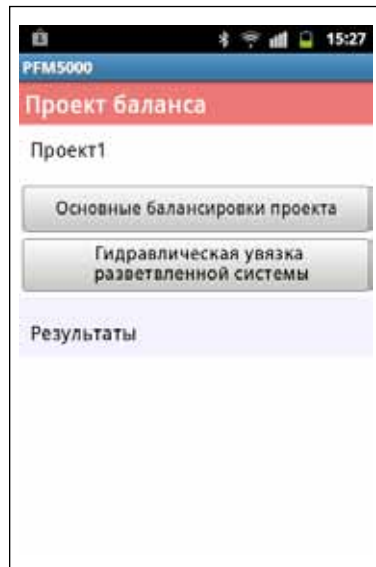 15:27
PFM5000
Проект баланса
Проект1
Основные балансировки проекта
Гидравлическая увязка
разветвленной системы
Результаты